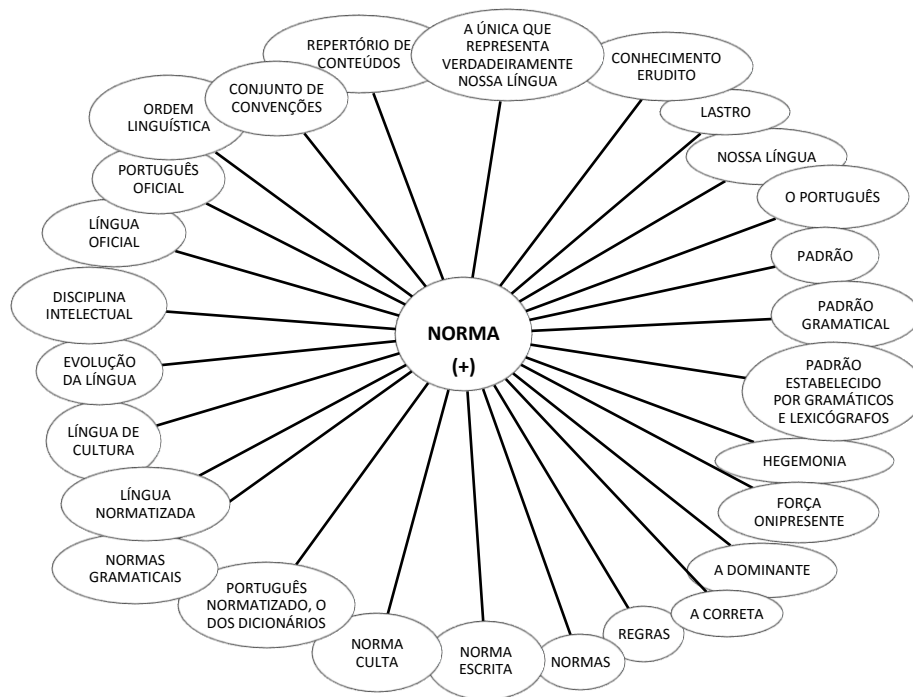 A ÚNICA QUE
REPRESENTA
VERDADEIRAMENTE
NOSSA LÍNGUA
CONHECIMENTO
ERUDITO
LASTRO
NOSSA LÍNGUA
O PORTUGUÊS
PADRÃO
PADRÃO
GRAMATICAL
PADRÃO
ESTABELECIDO
POR GRAMÁTICOS
E LEXICÓGRAFOS
HEGEMONIA
FORÇA
ONIPRESENTE
A DOMINANTE
A CORRETA
REGRAS
NORMAS
NORMA
ESCRITA
NORMA
CULTA
PORTUGUÊS
NORMATIZADO, O
DOS DICIONÁRIOS
NORMAS
GRAMATICAIS
LÍNGUA
NORMATIZADA
LÍNGUA DE
CULTURA
EVOLUÇÃO
DA LÍNGUA
DISCIPLINA
INTELECTUAL
LÍNGUA
OFICIAL
PORTUGUÊS
OFICIAL
ORDEM
LINGUÍSTICA
CONJUNTO DE
CONVENÇÕES
REPERTÓRIO DE
CONTEÚDOS
NORMA
(+)